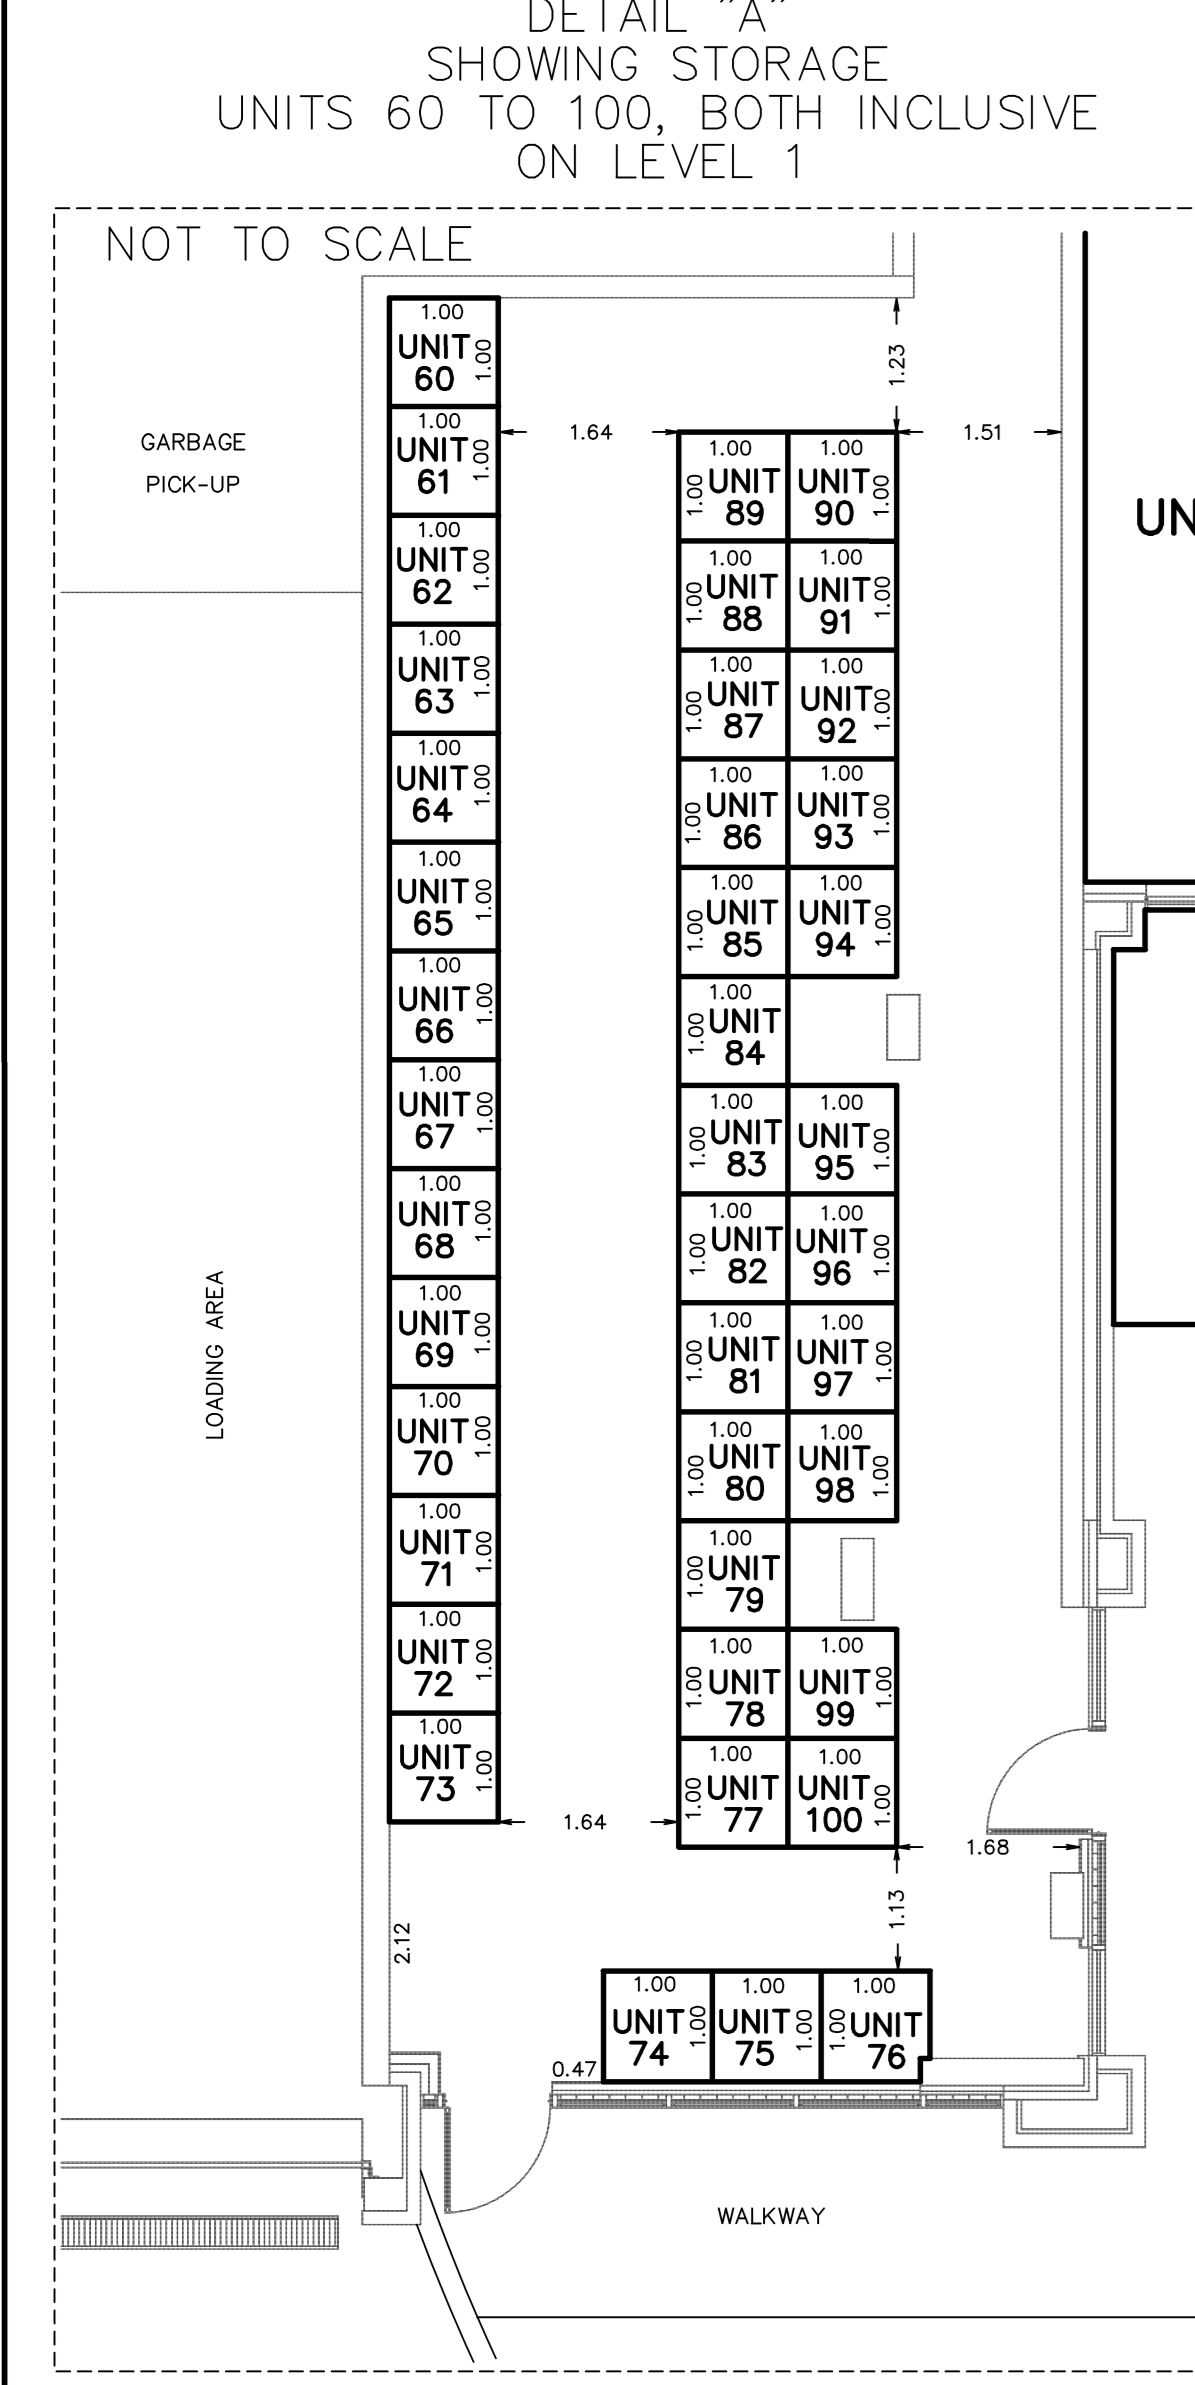 DETAIL "A"
SHOWING STORAGE
UNITS 60 TO 100, BOTH INCLUSIVE
ON LEVEL 1
NOT TO SCALE
GARBAGE
PICK-UP
LOADING AREA
1.00
UNIT
60
1.00
1.00
UNIT
61
1.00
1.00
UNIT
62
1.00
1.00
UNIT
63
1.00
1.00
UNIT
64
1.00
1.00
UNIT
65
1.00
1.00
UNIT
66
1.00
1.00
UNIT
67
1.00
1.00
UNIT
68
1.00
1.00
UNIT
69
1.00
1.00
UNIT
70
1.00
1.00
UNIT
71
1.00
1.00
UNIT
72
1.00
1.00
UNIT
73
1.00
1.64
1.23
1.51
1.00
1.00
UNIT
89
1.00
UNIT
90
1.00
1.00
1.00
UNIT
88
1.00
UNIT
91
1.00
1.00
1.00
UNIT
87
1.00
UNIT
92
1.00
1.00
1.00
UNIT
86
1.00
UNIT
93
1.00
1.00
1.00
UNIT
85
1.00
UNIT
94
1.00
1.00
1.00
UNIT
84
1.00
1.00
UNIT
83
1.00
UNIT
95
1.00
1.00
1.00
UNIT
82
1.00
UNIT
96
1.00
1.00
1.00
UNIT
81
1.00
UNIT
97
1.00
1.00
1.00
UNIT
80
1.00
UNIT
98
1.00
1.00
1.00
UNIT
79
1.00
1.00
UNIT
78
1.00
UNIT
99
1.00
1.00
1.00
UNIT
77
1.00
UNIT
100
1.00
UN
1.64
1.68
1.13
2.12
1.00
UNIT
74
1.00
1.00
UNIT
75
1.00
1.00
1.00
UNIT
76
0.47
WALKWAY